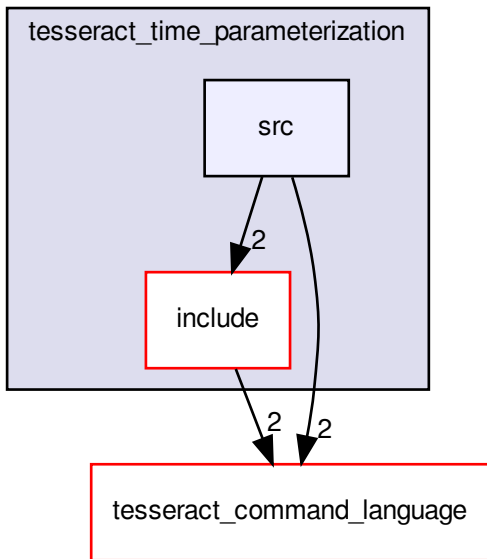 tesseract_time_parameterization
src
2
include
2
2
tesseract_command_language